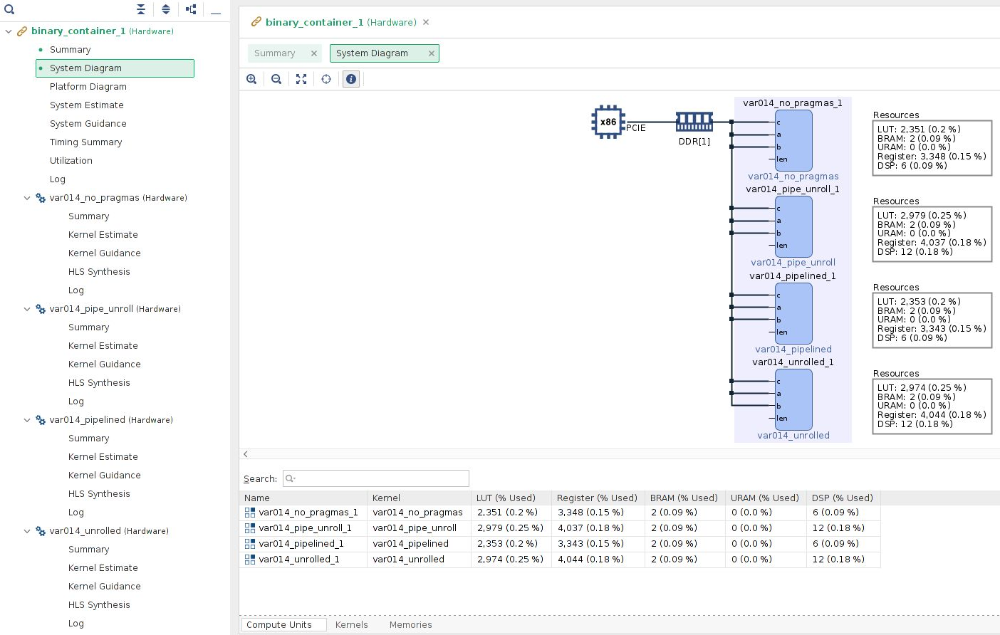 binary_container_1 (Hardware)
Summary
System Diagram
Platform Diagram
System Estimate
System Guidance
Timing Summary
Utilization
Log
var014_no_pragmas (Hardware)
Summary
Kernel Estimate
Kernel Guidance
HLS Synthesis
Log
var014_pipe_unroll (Hardware)
Summary
Kernel Estimate
Kernel Guidance
HLS Synthesis
Log
var014_pipelined (Hardware)
Summary
Kernel Estimate
Kernel Guidance
HLS Synthesis
Log
var014_unrolled (Hardware)
Summary
Kernel Estimate
Kernel Guidance
HLS Synthesis
Log
binary_container_1 (Hardware)
Summary System Diagram
x86
PCIE
DDR[1]
var014_no_pragmas_1
c
a
b
len
var014_no_pragmas
Resources
LUT: 2,351 (0.2 %)
BRAM: 2 (0.09 %)
URAM: 0 (0.0 %)
Register: 3,348 (0.15 %)
DSP: 6 (0.09 %)
var014_pipe_unroll_1
c
a
b
len
var014_pipe_unroll
Resources
LUT: 2,979 (0.25 %)
BRAM: 2 (0.09 %)
URAM: 0 (0.0 %)
Register: 4,037 (0.18 %)
DSP: 12 (0.18 %)
var014_pipelined_1
c
a
b
len
var014_pipelined
Resources
LUT: 2,353 (0.2 %)
BRAM: 2 (0.09 %)
URAM: 0 (0.0 %)
Register: 3,343 (0.15 %)
DSP: 6 (0.09 %)
var014_unrolled_1
c
a
b
len
var014_unrolled
Resources
LUT: 2,974 (0.25 %)
BRAM: 2 (0.09 %)
URAM: 0 (0.0 %)
Register: 4,044 (0.18 %)
DSP: 12 (0.18 %)
Search:
Name Kernel LUT (% Used) Register (% Used) BRAM (% Used) URAM (% Used) DSP (% Used)
var014_no_pragmas_1 var014_no_pragmas 2,351 (0.2 %) 3,348 (0.15 %) 2 (0.09 %) 0 (0.0 %) 6 (0.09 %)
var014_pipe_unroll_1 var014_pipe_unroll 2,979 (0.25 %) 4,037 (0.18 %) 2 (0.09 %) 0 (0.0 %) 12 (0.18 %)
var014_pipelined_1 var014_pipelined 2,353 (0.2 %) 3,343 (0.15 %) 2 (0.09 %) 0 (0.0 %) 6 (0.09 %)
var014_unrolled_1 var014_unrolled 2,974 (0.25 %) 4,044 (0.18 %) 2 (0.09 %) 0 (0.0 %) 12 (0.18 %)
Compute Units Kernels Memories